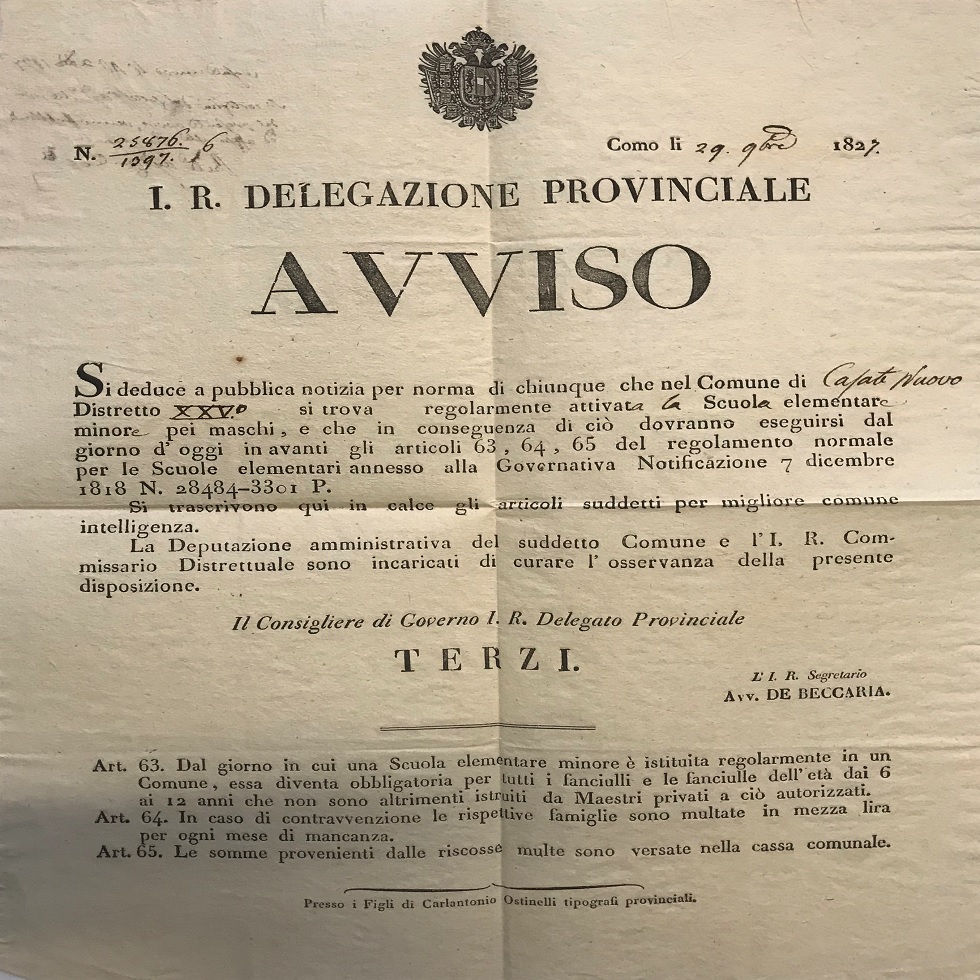 N. 25876. 6
1397.
Como li 29. 9bre 1827.
I. R. DELEGAZIONE PROVINCIALE
AVVISO
Si deduce a pubblica notizia per norma di chiunque che nel Comune di Casate Nuovo
Distretto XXV.o si trova regolarmente attivata la Scuola elementare
minore pei maschi, e che in conseguenza di ciò dovranno eseguirsi dal
giorno d'oggi in avanti gli articoli 63, 64, 65 del regolamento normale
per le Scuole elementari annesso alla Governativa Notificazione 7 dicembre
1818 N. 28484-3301 P.
Si trascrivono qui in calce gli articoli suddetti per migliore comune
intelligenza.
La Deputazione amministrativa del suddetto Comune e l'I. R. Com-
missario Distrettuale sono incaricati di curare l'osservanza della presente
disposizione.
Il Consigliere di Governo I. R. Delegato Provinciale
TERZI.
L'I. R. Segretario
Avv. DE BECCARIA.
Art. 63. Dal giorno in cui una Scuola elementare minore è istituita regolarmente in un
Comune, essa diventa obbligatoria per tutti i fanciulli e le fanciulle dell'età dai 6
ai 12 anni che non sono altrimenti istruiti da Maestri privati a ciò autorizzati.
Art. 64. In caso di contravvenzione le rispettive famiglie sono multate in mezza lira
per ogni mese di mancanza.
Art. 65. Le somme provenienti dalle riscosse multe sono versate nella cassa comunale.
Presso i Figli di Carlantonio Ostinelli tipografi provinciali.